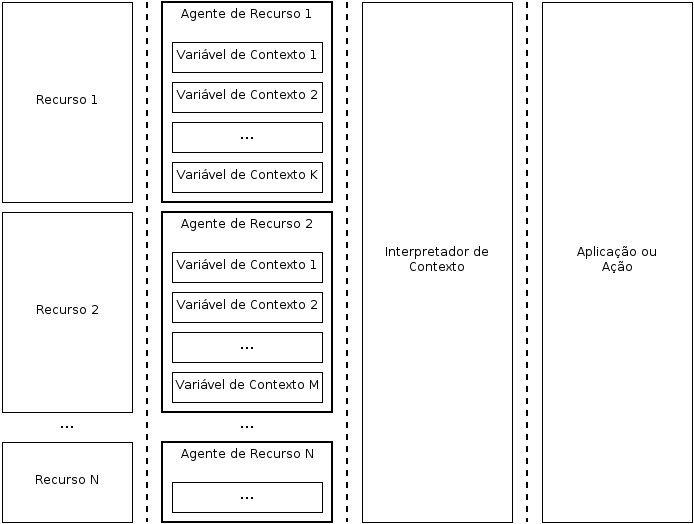 Recurso 1
Agente de Recurso 1
Variável de Contexto 1
Variável de Contexto 2
...
Variável de Contexto K
Recurso 2
Agente de Recurso 2
Variável de Contexto 1
Variável de Contexto 2
...
Variável de Contexto M
...
...
Recurso N
Agente de Recurso N
...
Interpretador de
Contexto
Aplicação ou
Ação